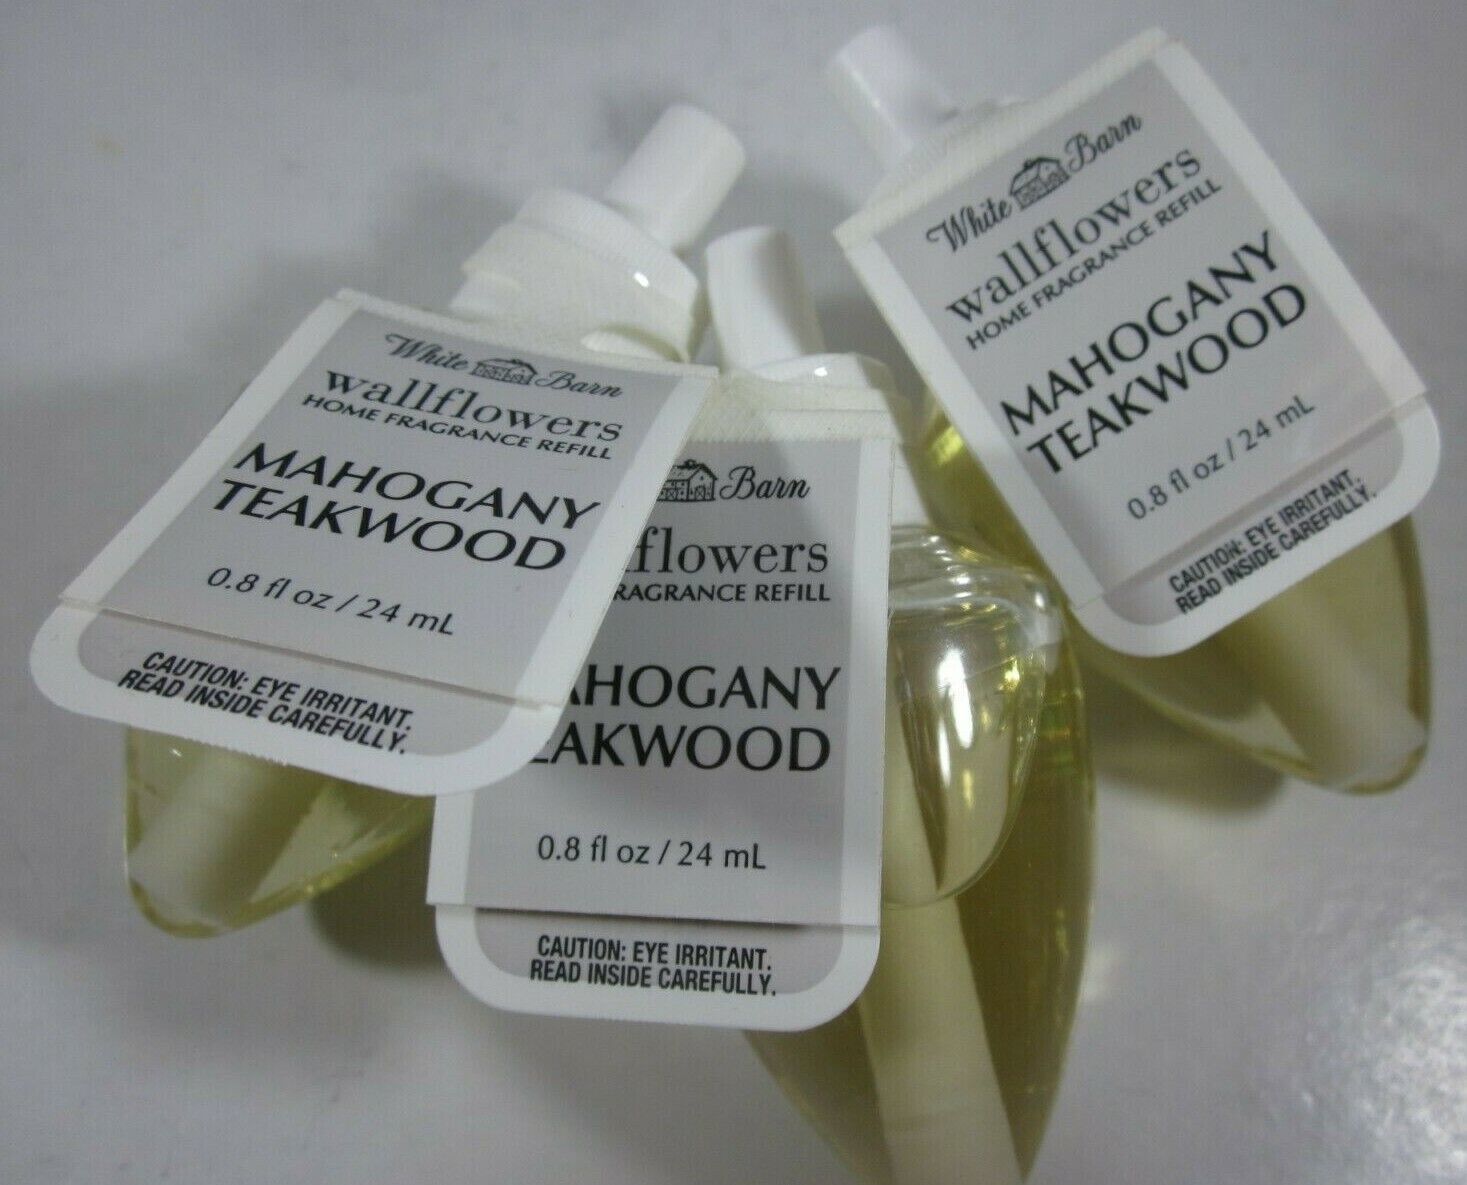 White Barn
wallflowers
HOME FRAGRANCE REFILL
MAHOGANY
TEAKWOOD
0.8 fl oz / 24 mL
CAUTION: EYE IRRITANT.
READ INSIDE CAREFULLY.
Barn
flowers
RAGRANCE REFILL
AHOGANY
EAKWOOD
0.8 fl oz / 24 mL
CAUTION: EYE IRRITANT.
READ INSIDE CAREFULLY.
White Barn
wallflowers
HOME FRAGRANCE REFILL
MAHOGANY
TEAKWOOD
0.8 fl oz / 24 mL
CAUTION: EYE IRRITANT.
READ INSIDE CAREFULLY.